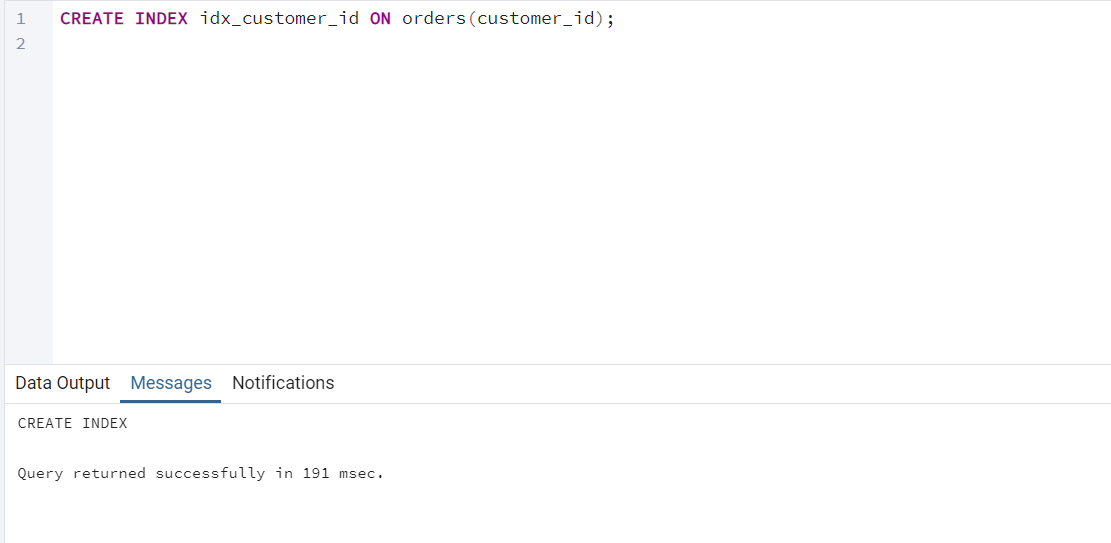 1 CREATE INDEX idx_customer_id ON orders(customer_id);
2
Data Output Messages Notifications
CREATE INDEX
Query returned successfully in 191 msec.